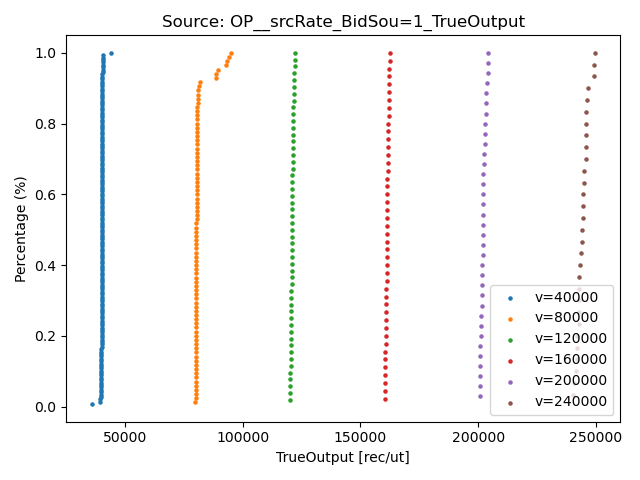 Source: OP__srcRate_BidSou=1_TrueOutput
Percentage (%)
1.0
0.8
0.6
0.4
0.2
0.0
v=40000
v=80000
v=120000
v=160000
v=200000
v=240000
50000 100000 150000 200000 250000
TrueOutput [rec/ut]